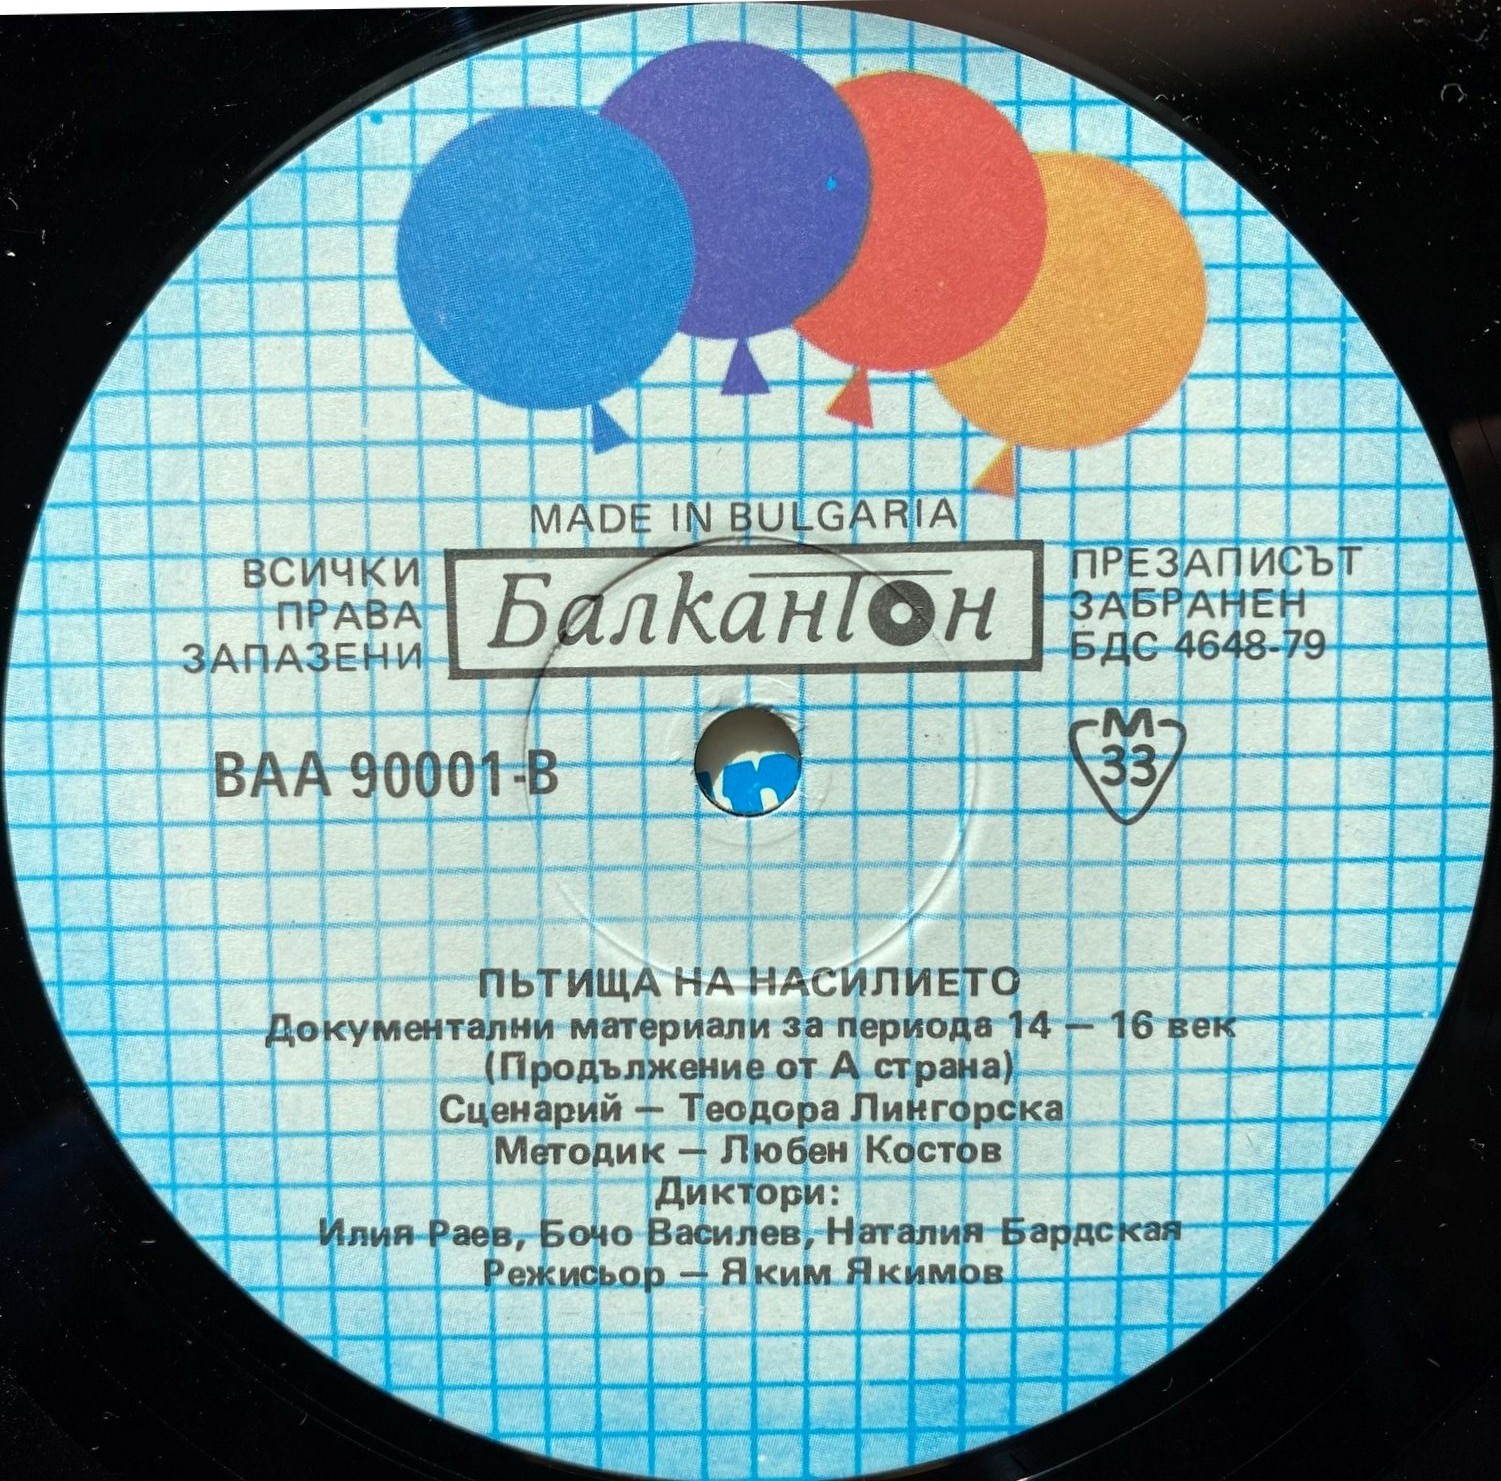 MADE IN BULGARIA
ВСИЧКИ
ПРАВА
ЗАПАЗЕНИ
Балкантон
ПРЕЗАПИСЪТ
ЗАБРАНЕН
БДС 4648-79
ВАА 90001-В
М
33
ПЬТИЩА НА НАСИЛИЕТО
Документални материали за периода 14 — 16 век
(Продължение от А страна)
Сценарий — Теодора Лингорска
Методик — Любен Костов
Диктори:
Илия Раев, Бочо Василев, Наталия Бардская
Режисьор — Яким Якимов